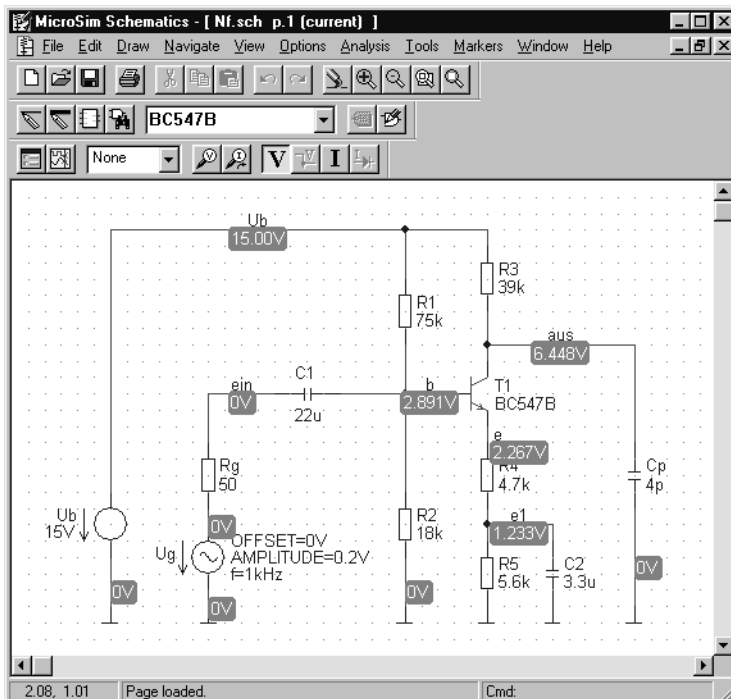 MicroSim Schematics - [ Nf.sch p.1 (current) ]
File Edit Draw Navigate View Options Analysis Tools Markers Window Help
BC547B
None
V I
Ub
15.00V
R3
39k
R1
75k
aus
6.448V
C1
22u
ein
0V
b
2.891V
T1
BC547B
e
2.267V
R4
4.7k
Rg
50
Cp
4p
Ub
15V
0V
Ug
OFFSET=0V
AMPLITUDE=0.2V
f=1kHz
R2
18k
e1
1.233V
R5
5.6k
C2
3.3u
0V
0V
0V
0V
2.08, 1.01 Page loaded. Cmd: